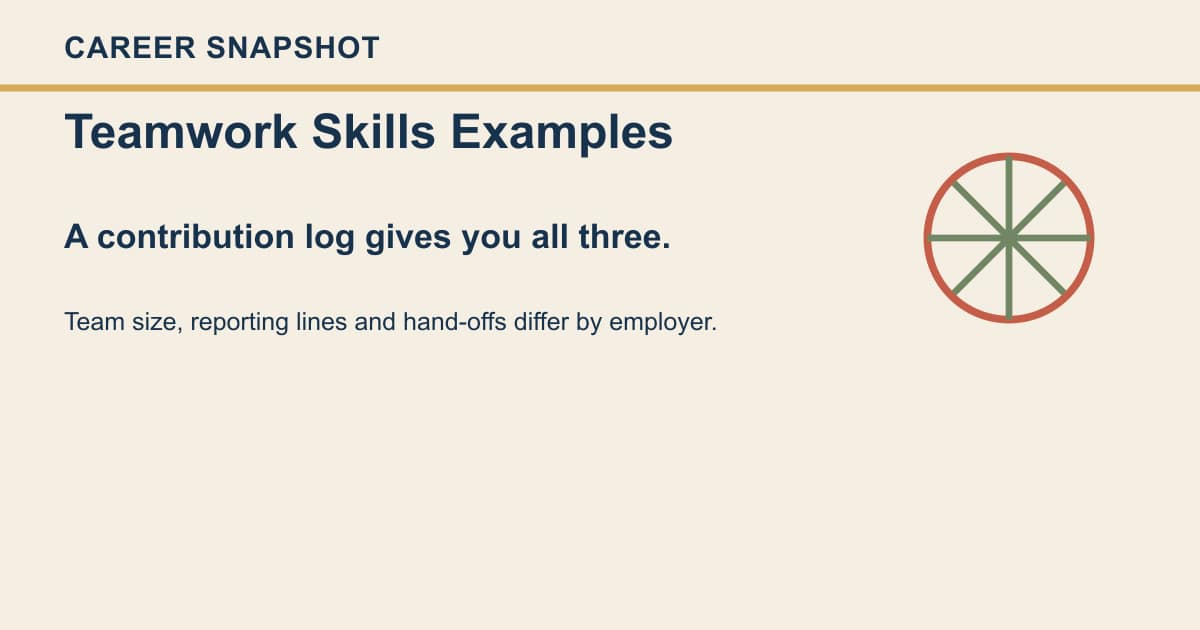 CAREER SNAPSHOT
Teamwork Skills Examples
A contribution log gives you all three.
Team size, reporting lines and hand-offs differ by employer.